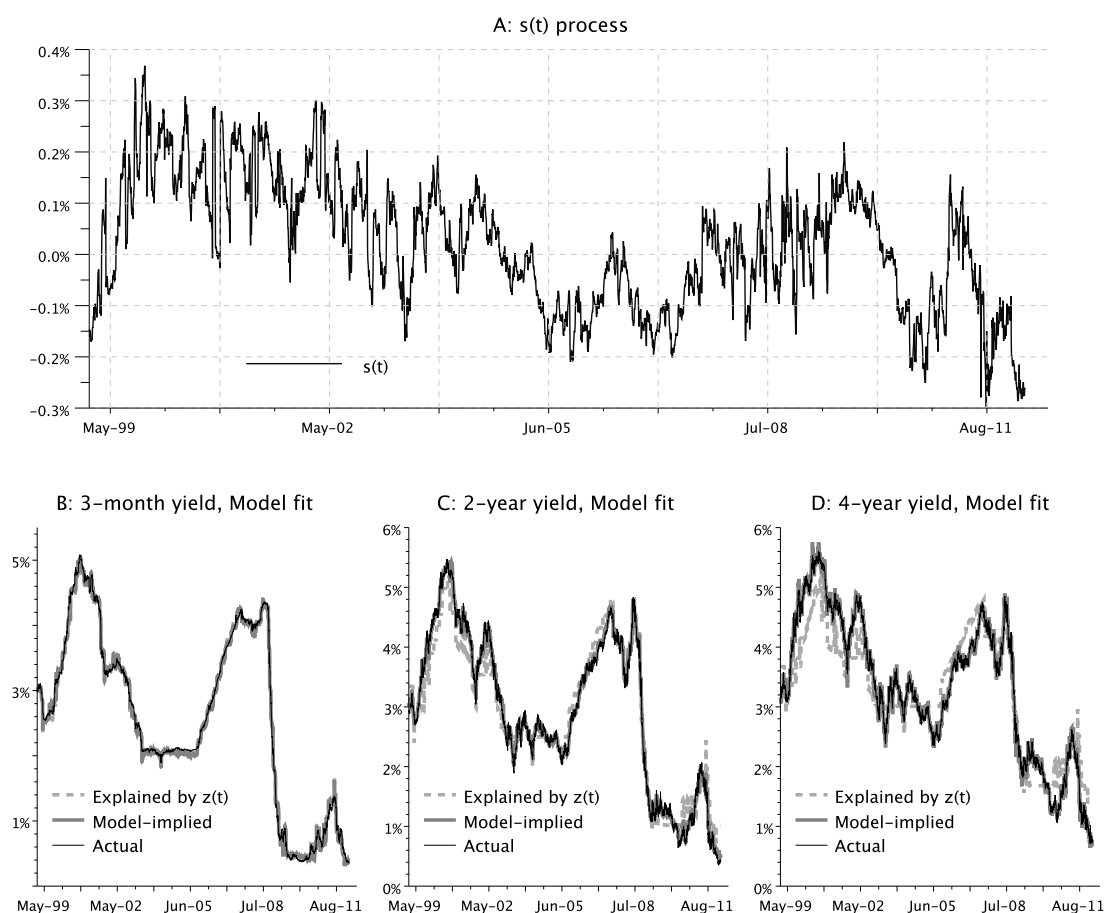 A: s(t) process
0.4%
0.3%
0.2%
0.1%
0.0%
−0.1%
−0.2%
−0.3%
s(t)
May−99 May−02 Jun−05 Jul−08 Aug−11
B: 3−month yield, Model fit
5%
3%
1%
Explained by z(t)
Model−implied
Actual
May−99 May−02 Jun−05 Jul−08 Aug−11
C: 2−year yield, Model fit
6%
5%
4%
3%
2%
1%
0%
Explained by z(t)
Model−implied
Actual
May−99 May−02 Jun−05 Jul−08 Aug−11
D: 4−year yield, Model fit
6%
5%
4%
3%
2%
1%
0%
Explained by z(t)
Model−implied
Actual
May−99 May−02 Jun−05 Jul−08 Aug−11